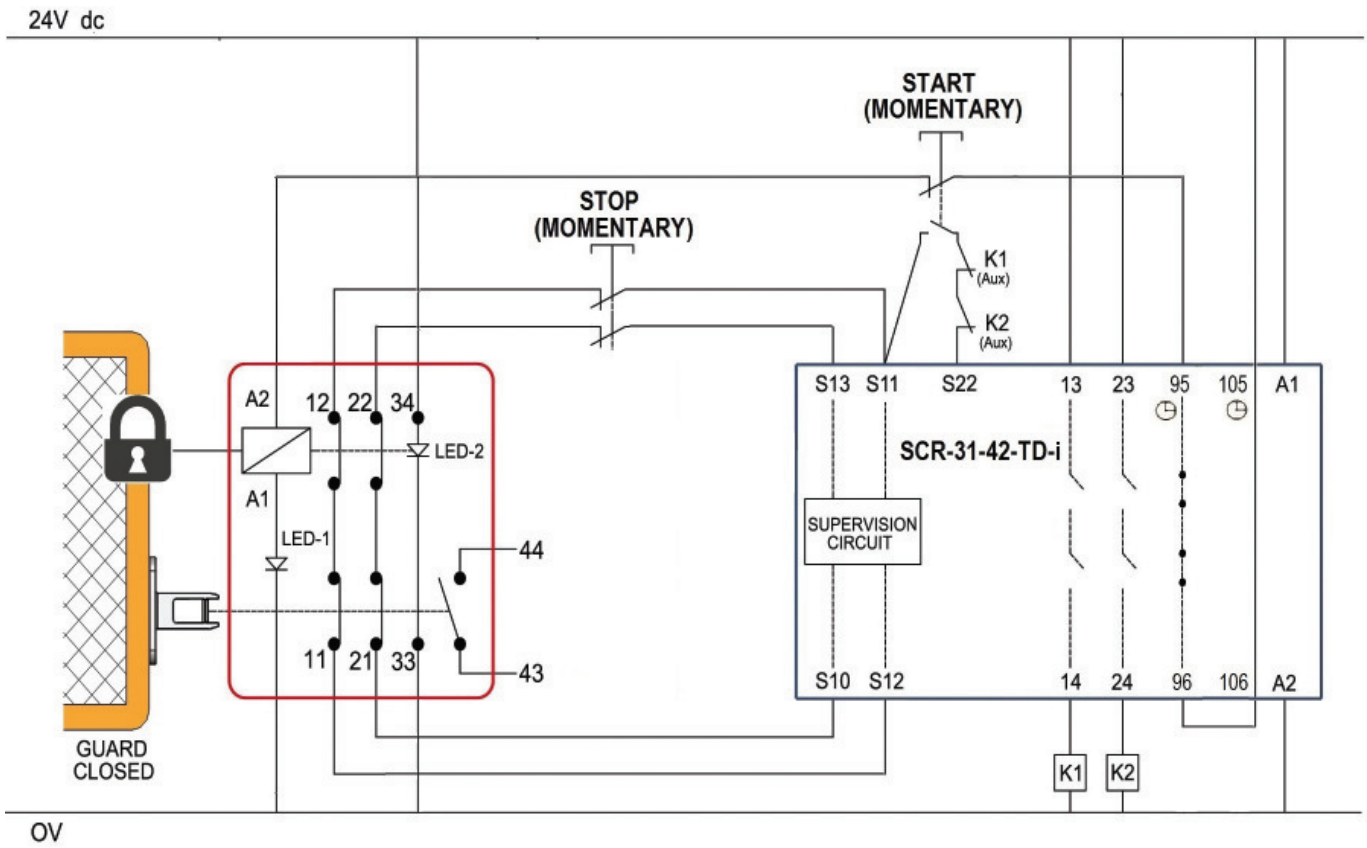 24V dc
START
(MOMENTARY)
STOP
(MOMENTARY)
K1
(Aux)
K2
(Aux)
A2
12
22
34
LED-2
A1
LED-1
44
11
21
33
43
GUARD
CLOSED
S13
S11
S22
13
23
95
105
A1
SCR-31-42-TD-i
SUPERVISION
CIRCUIT
S10
S12
14
24
96
106
A2
K1
K2
OV